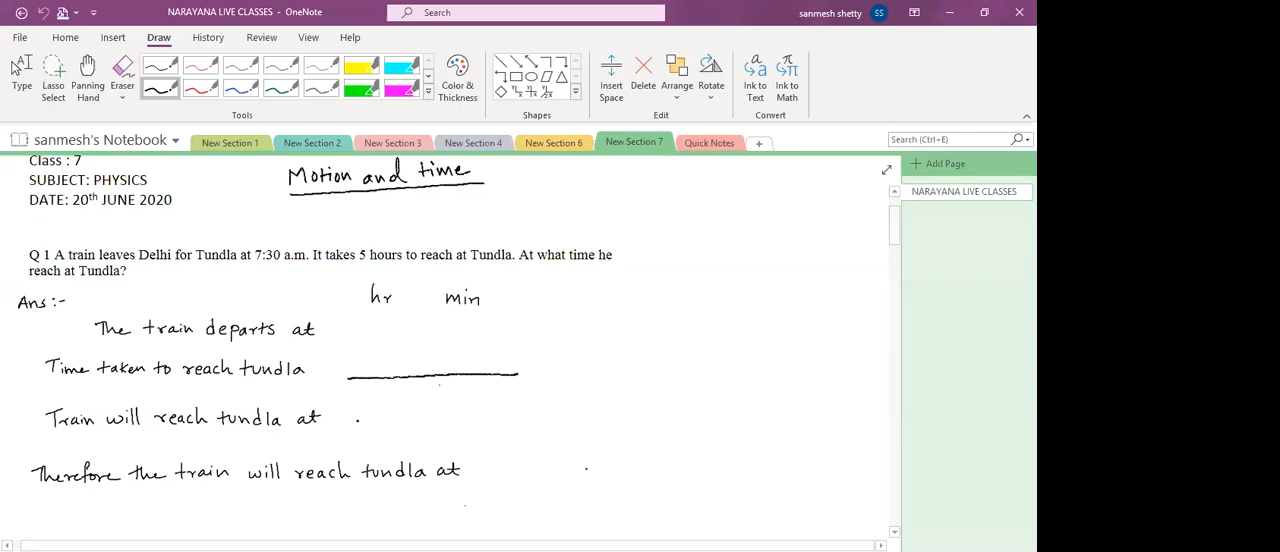 NARAYANA LIVE CLASSES - OneNote
Search
sanmesh shetty
SS
File Home Insert Draw History Review View Help
Type
Lasso Select
Panning Hand
Eraser
Color & Thickness
Insert Space
Delete
Arrange
Rotate
Ink to Text
Ink to Math
Tools
Shapes
Edit
Convert
sanmesh's Notebook
New Section 1 New Section 2 New Section 3 New Section 4 New Section 6 New Section 7 Quick Notes
Search (Ctrl+E)
Add Page
NARAYANA LIVE CLASSES
Class : 7
SUBJECT: PHYSICS
DATE: 20th JUNE 2020
Motion and time
Q 1 A train leaves Delhi for Tundla at 7:30 a.m. It takes 5 hours to reach at Tundla. At what time he
reach at Tundla?
Ans :-
hr min
The train departs at
Time taken to reach tundla
Train will reach tundla at
Therefore the train will reach tundla at